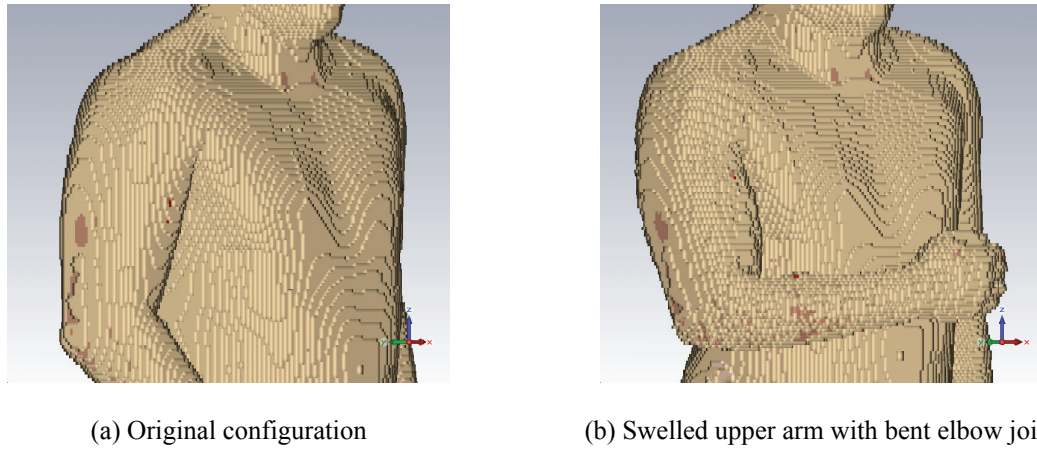 z
y
x
z
y
x
(a) Original configuration
(b) Swelled upper arm with bent elbow joi